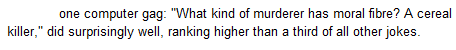 one computer gag: "What kind of murderer has moral fibre? A cereal
killer," did surprisingly well, ranking higher than a third of all other jokes.